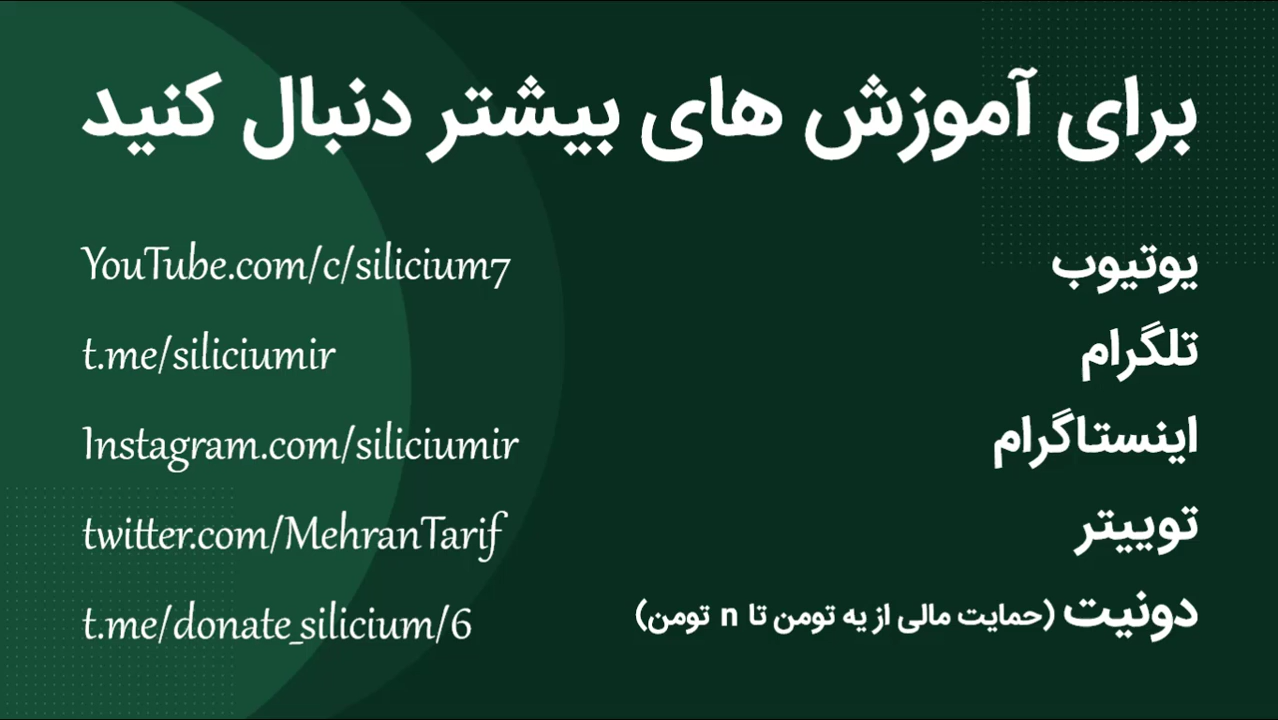 برای آموزش های بیشتر دنبال کنید
یوتیوب YouTube.com/c/silicium7
تلگرام t.me/siliciumir
اینستاگرام Instagram.com/siliciumir
توییتر twitter.com/MehranTarif
دونیت (حمایت مالی از یه تومن تا n تومن) t.me/donate_silicium/6